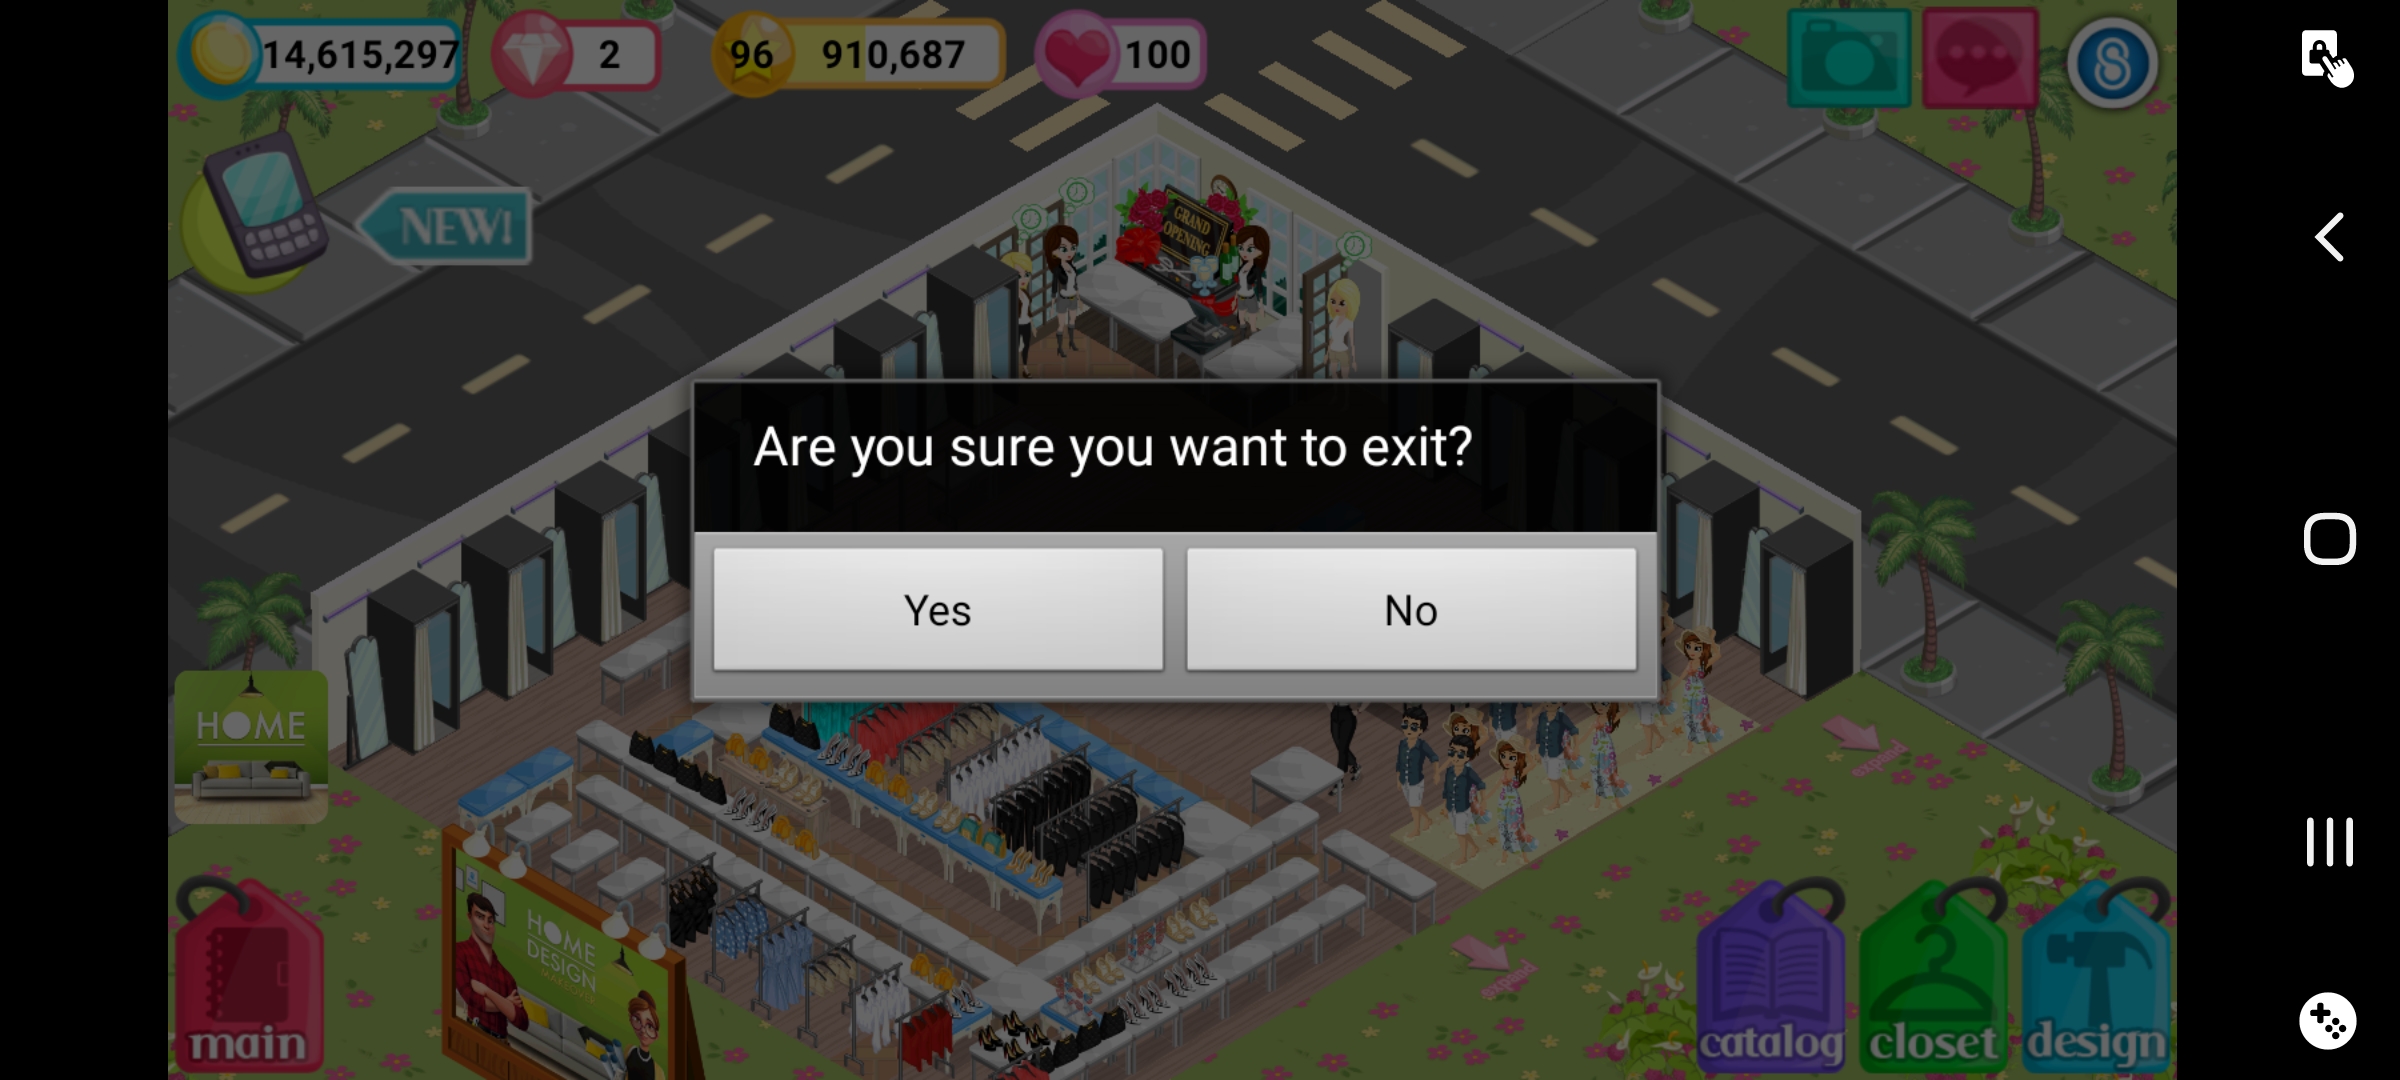 14,615,297
2
96
910,687
100
NEW!
GRAND
OPENING
Are you sure you want to exit?
Yes
No
HOME
HOME
DESIGN
MAKEOVER
expand
expand
main
catalog
closet
design